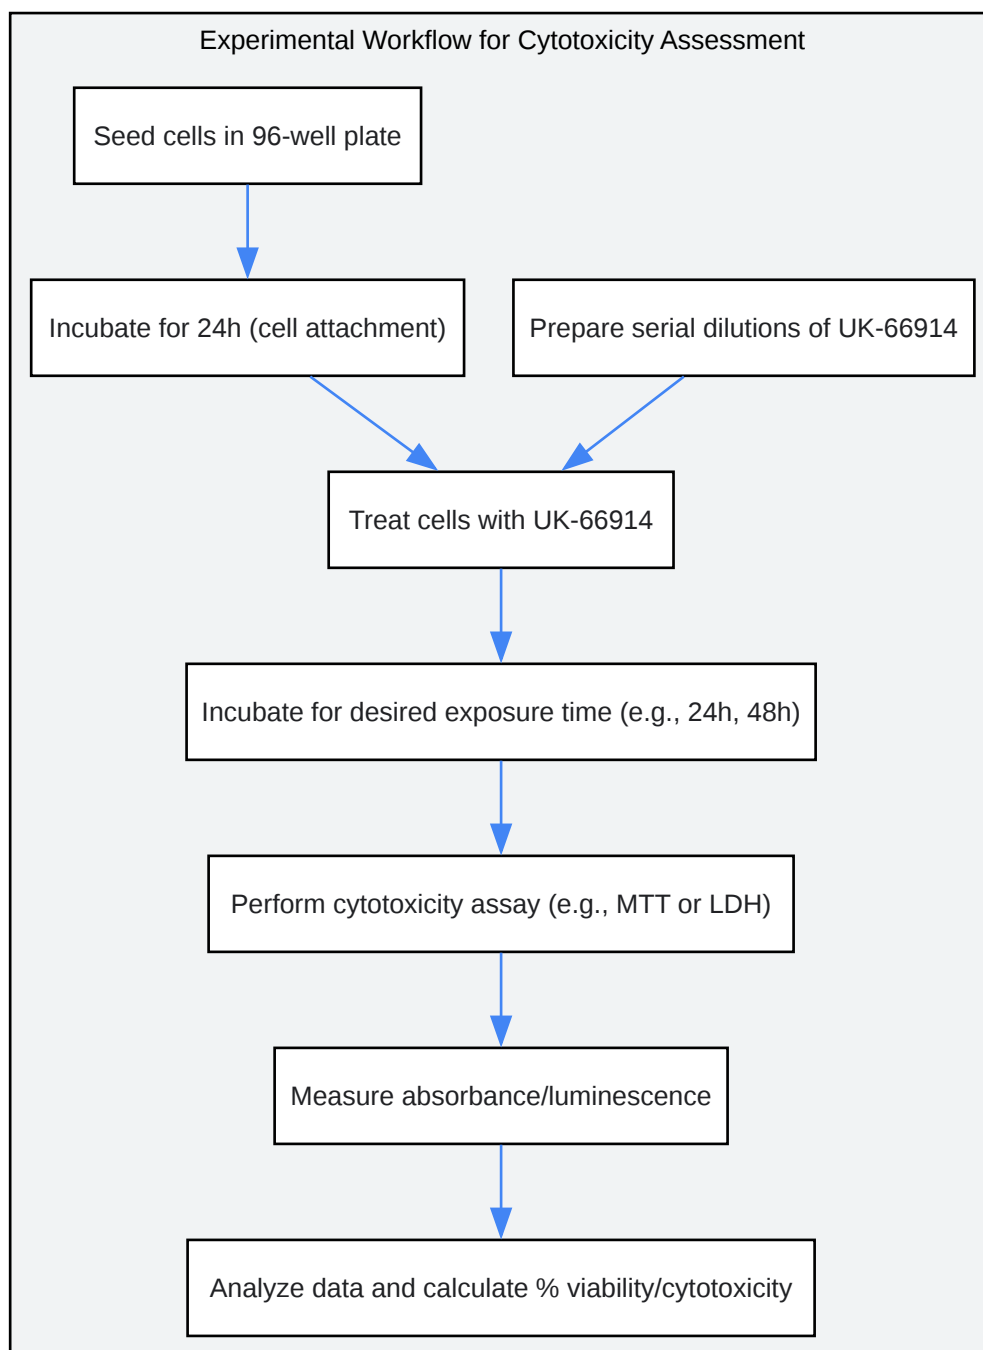 Experimental Workflow for Cytotoxicity Assessment
Seed cells in 96-well plate
Incubate for 24h (cell attachment)
Prepare serial dilutions of UK-66914
Treat cells with UK-66914
Incubate for desired exposure time (e.g., 24h, 48h)
Perform cytotoxicity assay (e.g., MTT or LDH)
Measure absorbance/luminescence
Analyze data and calculate % viability/cytotoxicity